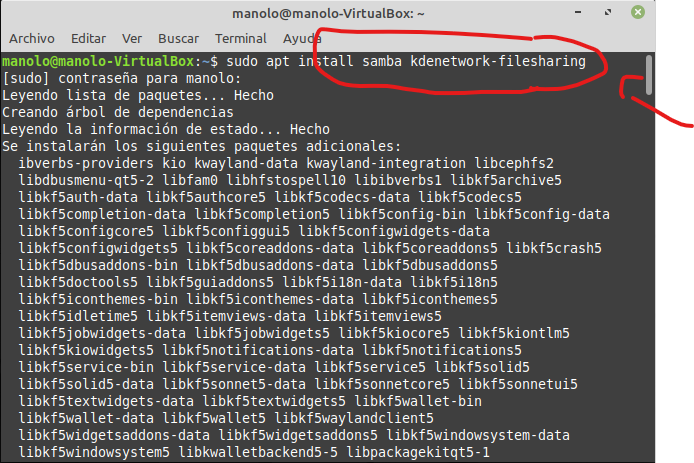 manolo@manolo-VirtualBox: ~
Archivo Editar Ver Buscar Terminal Ayuda
manolo@manolo-VirtualBox:~$ sudo apt install samba kdenetwork-filesharing
[sudo] contraseña para manolo:
Leyendo lista de paquetes... Hecho
Creando árbol de dependencias
Leyendo la información de estado... Hecho
Se instalarán los siguientes paquetes adicionales:
ibverbs-providers kio kwayland-data kwayland-integration libcephfs2
libdbusmenu-qt5-2 libfam0 libhfstospell10 libibverbs1 libkf5archive5
libkf5auth-data libkf5authcore5 libkf5codecs-data libkf5codecs5
libkf5completion-data libkf5completion5 libkf5config-bin libkf5config-data
libkf5configcore5 libkf5configgui5 libkf5configwidgets-data
libkf5configwidgets5 libkf5coreaddons-data libkf5coreaddons5 libkf5crash5
libkf5dbusaddons-bin libkf5dbusaddons-data libkf5dbusaddons5
libkf5doctools5 libkf5guiaddons5 libkf5i18n-data libkf5i18n5
libkf5iconthemes-bin libkf5iconthemes-data libkf5iconthemes5
libkf5idletime5 libkf5itemviews-data libkf5itemviews5
libkf5jobwidgets-data libkf5jobwidgets5 libkf5kiocore5 libkf5kiontlm5
libkf5kiowidgets5 libkf5notifications-data libkf5notifications5
libkf5service-bin libkf5service-data libkf5service5 libkf5solid5
libkf5solid5-data libkf5sonnet5-data libkf5sonnetcore5 libkf5sonnetui5
libkf5textwidgets-data libkf5textwidgets5 libkf5wallet-bin
libkf5wallet-data libkf5wallet5 libkf5waylandclient5
libkf5widgetsaddons-data libkf5widgetsaddons5 libkf5windowsystem-data
libkf5windowsystem5 libkwalletbackend5-5 libpackagekitqt5-1